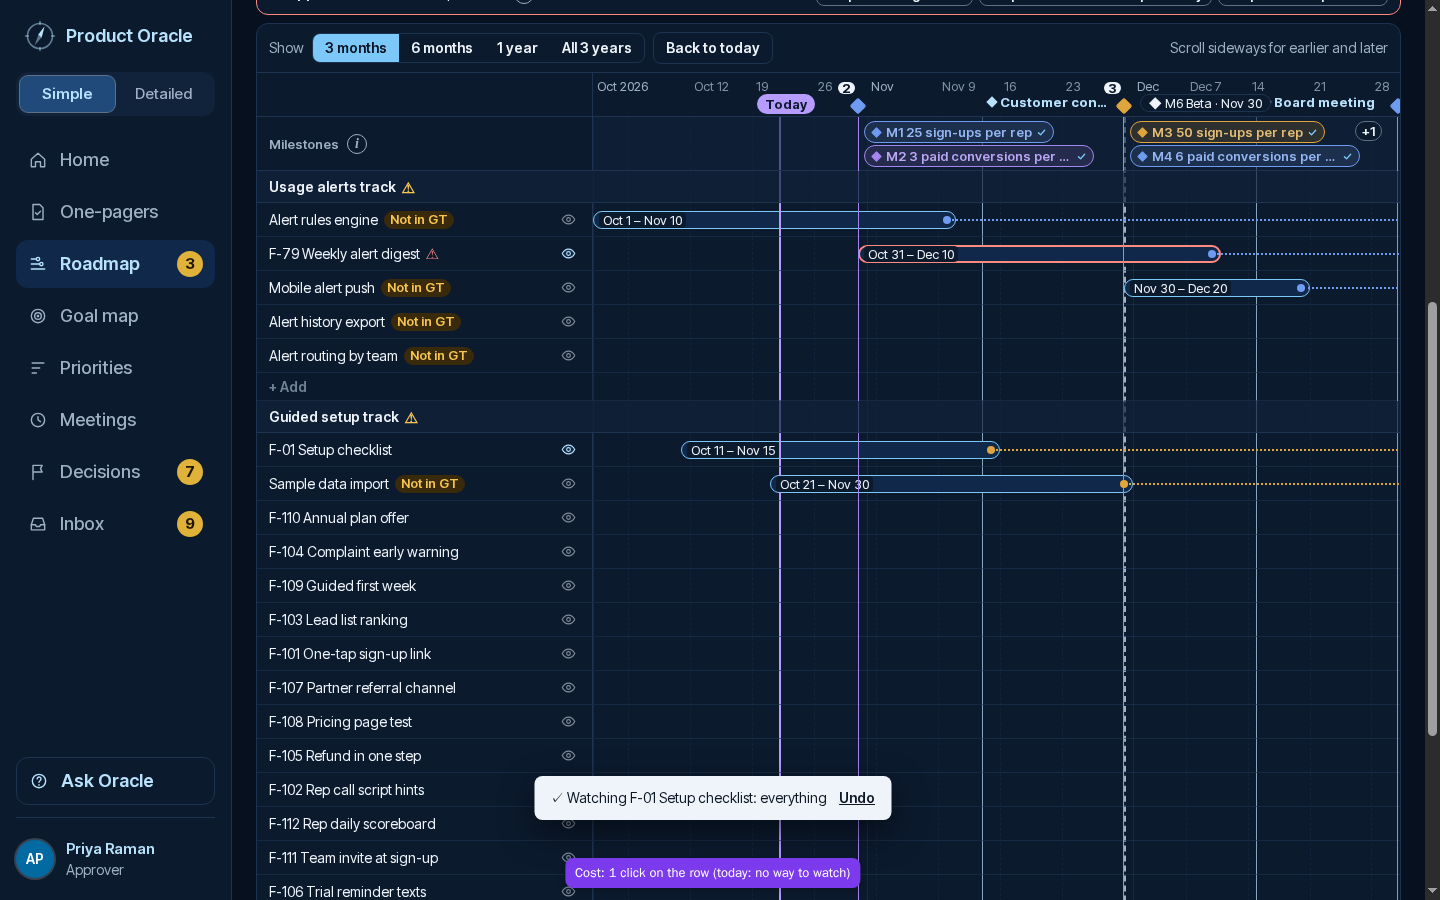 Product Oracle
Simple Detailed
Home
One-pagers
Roadmap 3
Goal map
Priorities
Meetings
Decisions 7
Inbox 9
Ask Oracle
AP Priya Raman
Approver
Show 3 months 6 months 1 year All 3 years Back to today Scroll sideways for earlier and later
Oct 2026 Oct 12 19 26 2 Nov Nov 9 16 23 3 Dec Dec 7 14 21 28
Today Customer con... M6 Beta · Nov 30 Board meeting
Milestones i M1 25 sign-ups per rep ✓ M3 50 sign-ups per rep ✓ +1
M2 3 paid conversions per ... ✓ M4 6 paid conversions per ... ✓
Usage alerts track ⚠
Alert rules engine Not in GT Oct 1 – Nov 10
F-79 Weekly alert digest ⚠ Oct 31 – Dec 10
Mobile alert push Not in GT Nov 30 – Dec 20
Alert history export Not in GT
Alert routing by team Not in GT
+ Add
Guided setup track ⚠
F-01 Setup checklist Oct 11 – Nov 15
Sample data import Not in GT Oct 21 – Nov 30
F-110 Annual plan offer
F-104 Complaint early warning
F-109 Guided first week
F-103 Lead list ranking
F-101 One-tap sign-up link
F-107 Partner referral channel
F-108 Pricing page test
F-105 Refund in one step
F-102 Rep call script hints
✓ Watching F-01 Setup checklist: everything Undo
F-112 Rep daily scoreboard
F-111 Team invite at sign-up
Cost: 1 click on the row (today: no way to watch)
F-106 Trial reminder texts